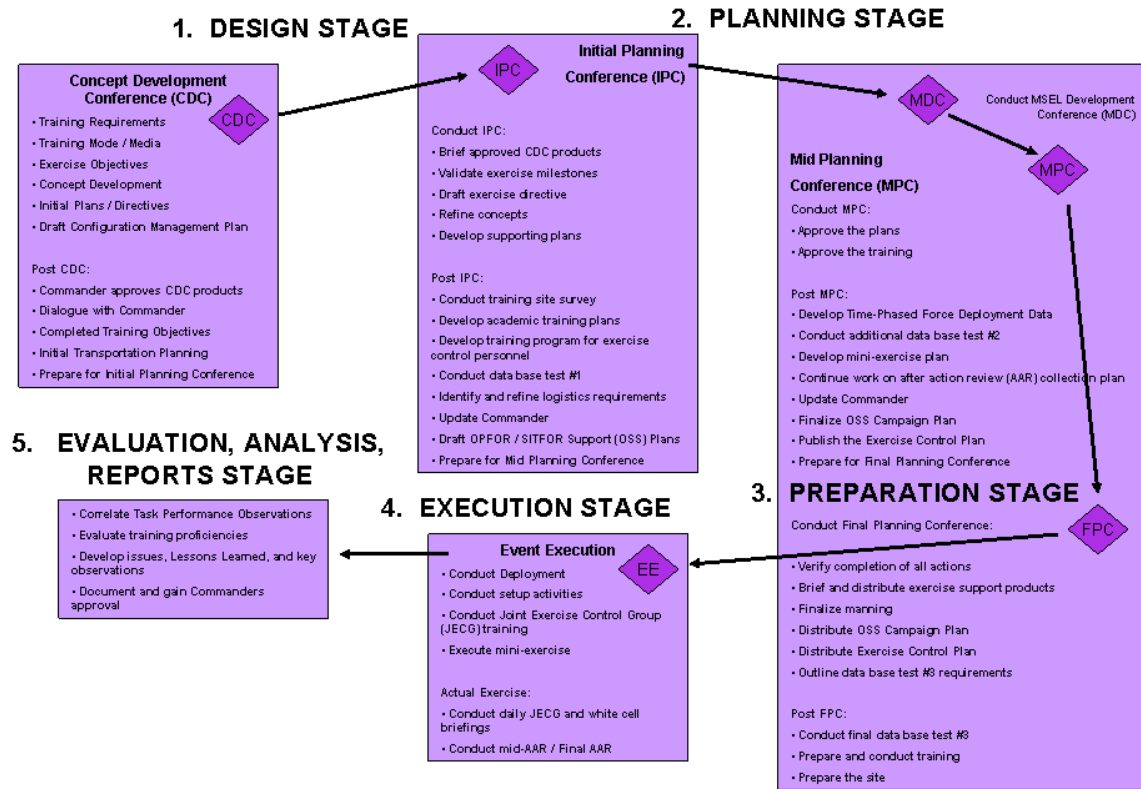 1. DESIGN STAGE
Concept Development
Conference (CDC)
CDC
• Training Requirements
• Training Mode / Media
• Exercise Objectives
• Concept Development
• Initial Plans / Directives
• Draft Configuration Management Plan
Post CDC:
• Commander approves CDC products
• Dialogue with Commander
• Completed Training Objectives
• Initial Transportation Planning
• Prepare for Initial Planning Conference
2. PLANNING STAGE
IPC
Initial Planning
Conference (IPC)
Conduct IPC:
• Brief approved CDC products
• Validate exercise milestones
• Draft exercise directive
• Refine concepts
• Develop supporting plans
Post IPC:
• Conduct training site survey
• Develop academic training plans
• Develop training program for exercise
control personnel
• Conduct data base test #1
• Identify and refine logistics requirements
• Update Commander
• Draft OPFOR / SITFOR Support (OSS) Plans
• Prepare for Mid Planning Conference
MDC
Conduct MSEL Development
Conference (MDC)
MPC
Mid Planning
Conference (MPC)
Conduct MPC:
• Approve the plans
• Approve the training
Post MPC:
• Develop Time-Phased Force Deployment Data
• Conduct additional data base test #2
• Develop mini-exercise plan
• Continue work on after action review (AAR) collection plan
• Update Commander
• Finalize OSS Campaign Plan
• Publish the Exercise Control Plan
• Prepare for Final Planning Conference
3. PREPARATION STAGE
Conduct Final Planning Conference:
FPC
• Verify completion of all actions
• Brief and distribute exercise support products
• Finalize manning
• Distribute OSS Campaign Plan
• Distribute Exercise Control Plan
• Outline data base test #3 requirements
Post FPC:
• Conduct final data base test #3
• Prepare and conduct training
• Prepare the site
4. EXECUTION STAGE
Event Execution
EE
• Conduct Deployment
• Conduct setup activities
• Conduct Joint Exercise Control Group
(JECG) training
• Execute mini-exercise
Actual Exercise:
• Conduct daily JECG and white cell
briefings
• Conduct mid-AAR / Final AAR
5. EVALUATION, ANALYSIS,
REPORTS STAGE
• Correlate Task Performance Observations
• Evaluate training proficiencies
• Develop issues, Lessons Learned, and key
observations
• Document and gain Commanders
approval